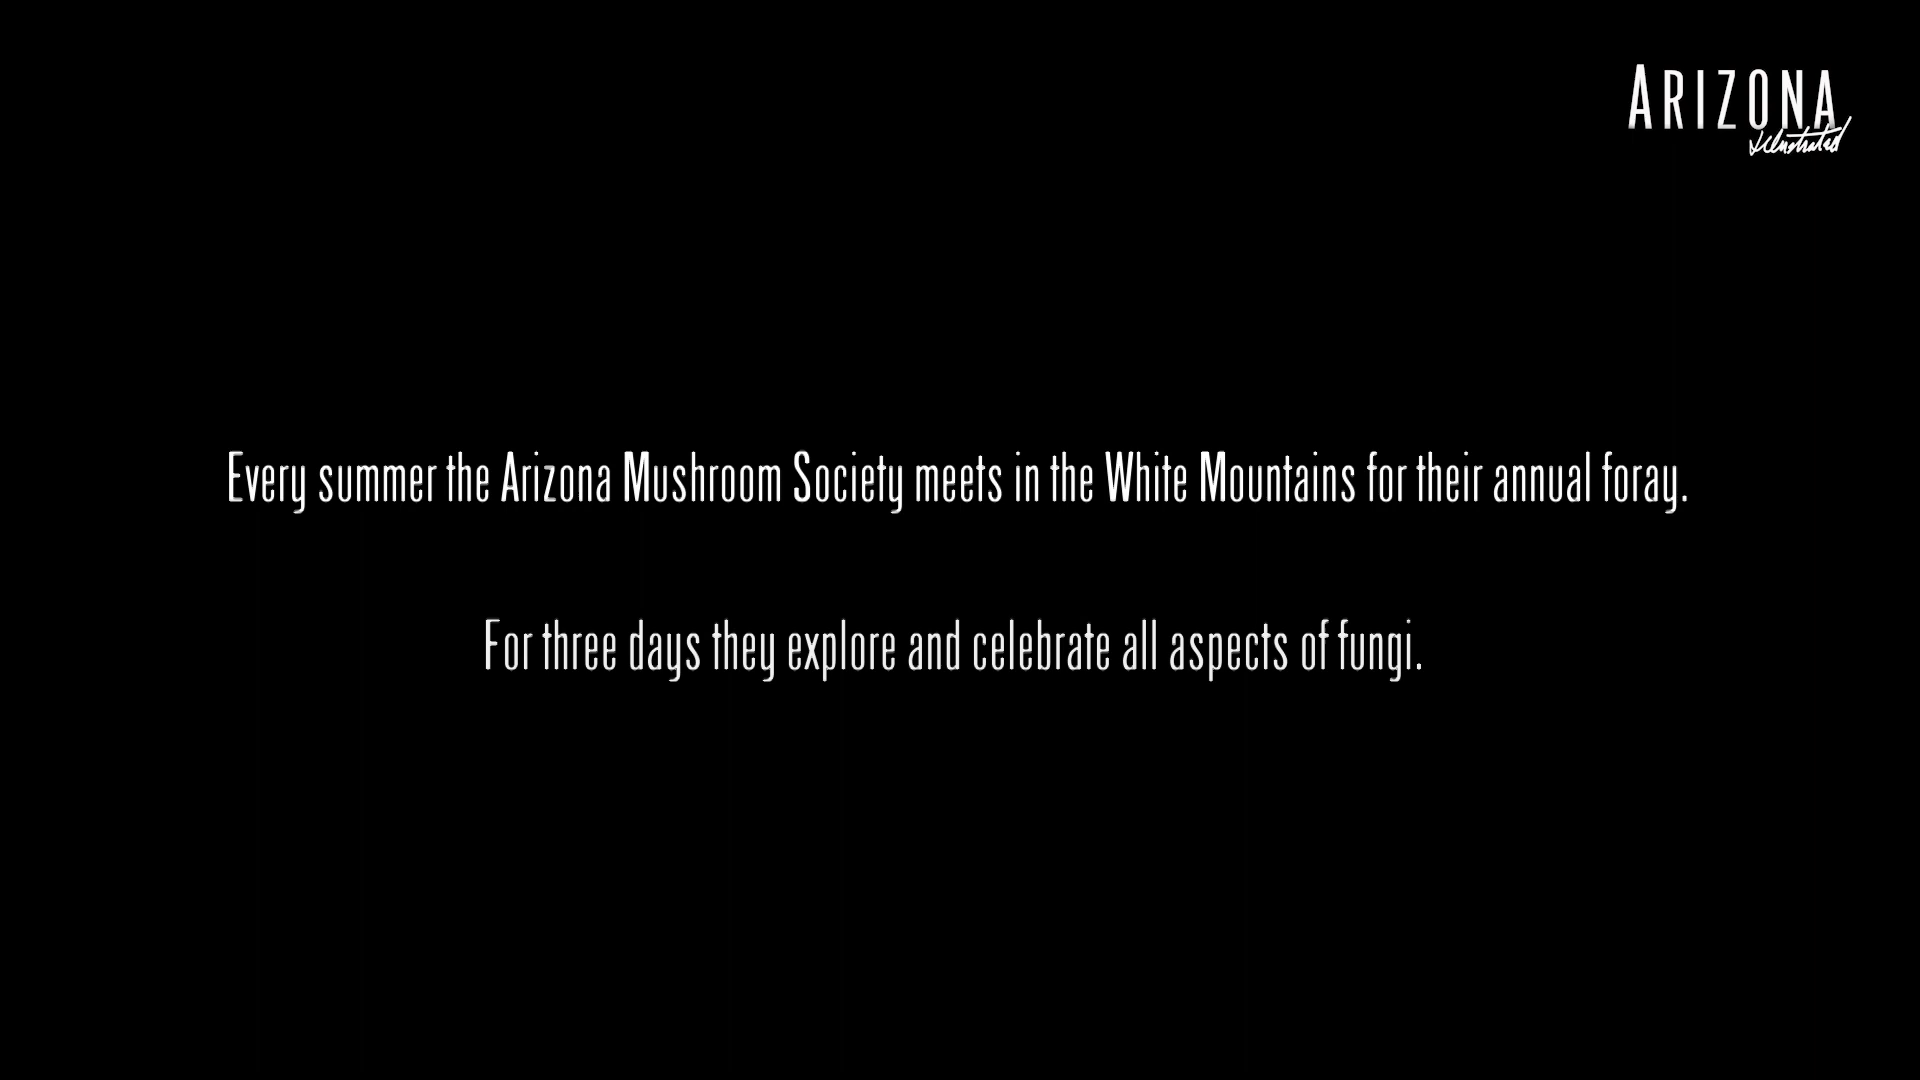 ARIZONA
Illustrated
Every summer the Arizona Mushroom Society meets in the White Mountains for their annual foray.
For three days they explore and celebrate all aspects of fungi.